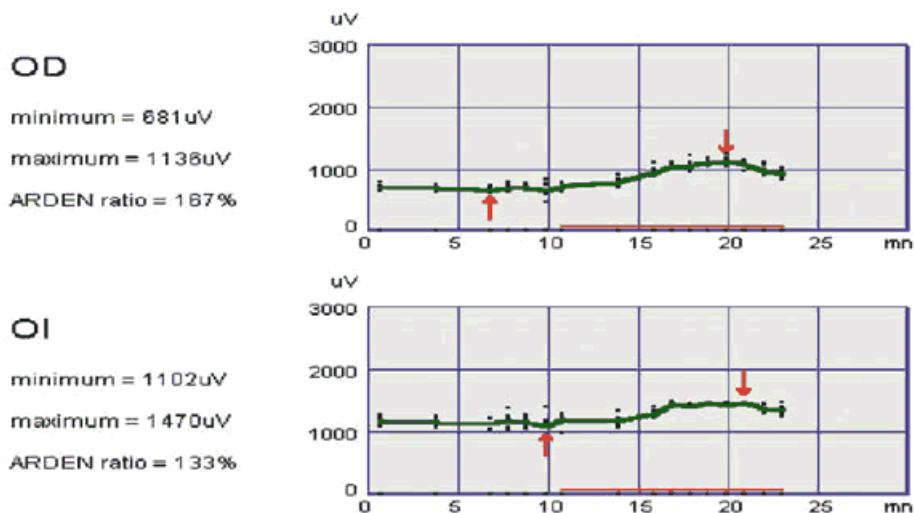 OD
minimum = 681uV
maximum = 1136uV
ARDEN ratio = 167%
uV
3000
2000
1000
0
0 5 10 15 20 25 mn
OI
minimum = 1102uV
maximum = 1470uV
ARDEN ratio = 133%
uV
3000
2000
1000
0
0 5 10 15 20 25 mn